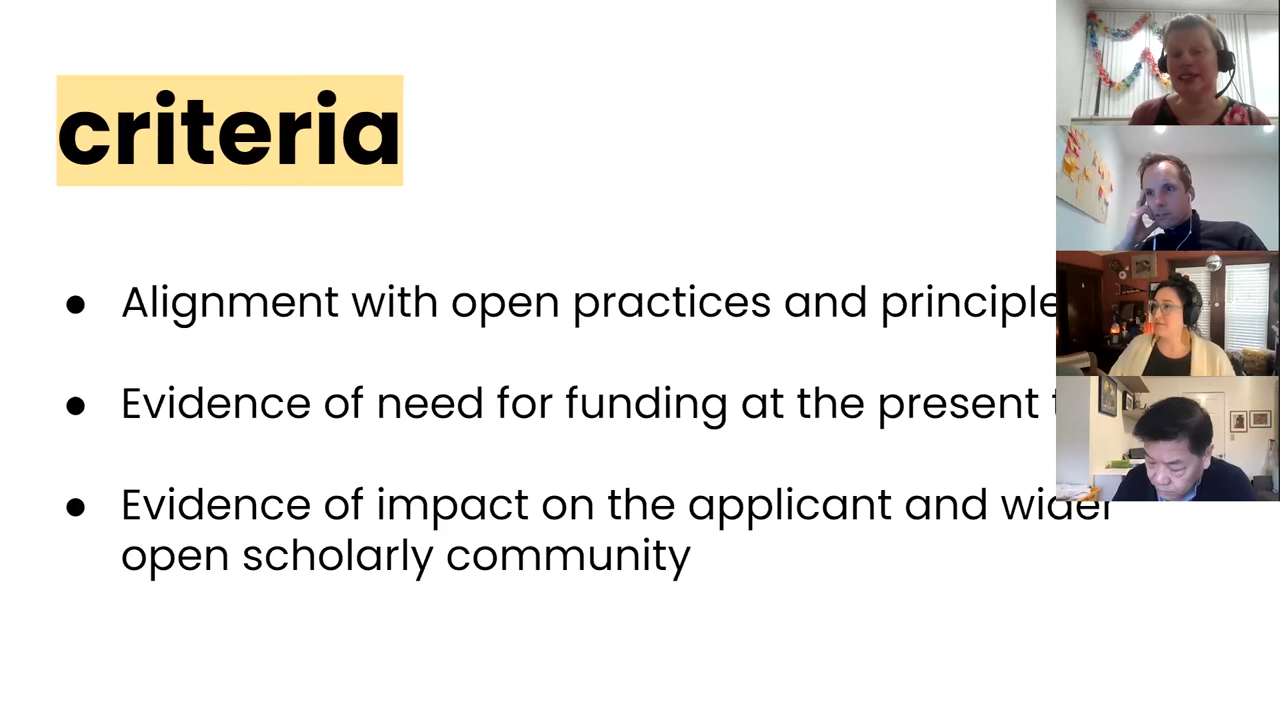 criteria
● Alignment with open practices and principle
● Evidence of need for funding at the present
● Evidence of impact on the applicant and wider
open scholarly community